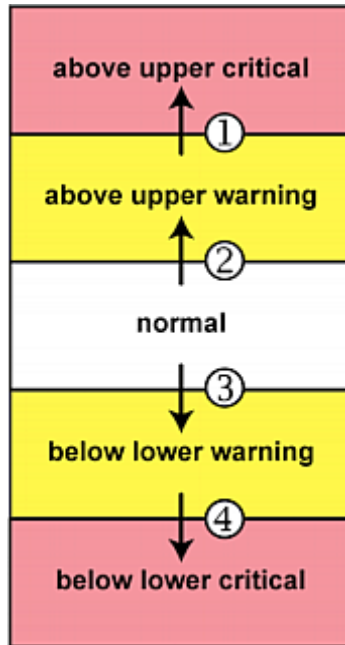 above upper critical
①
above upper warning
②
normal
③
below lower warning
④
below lower critical